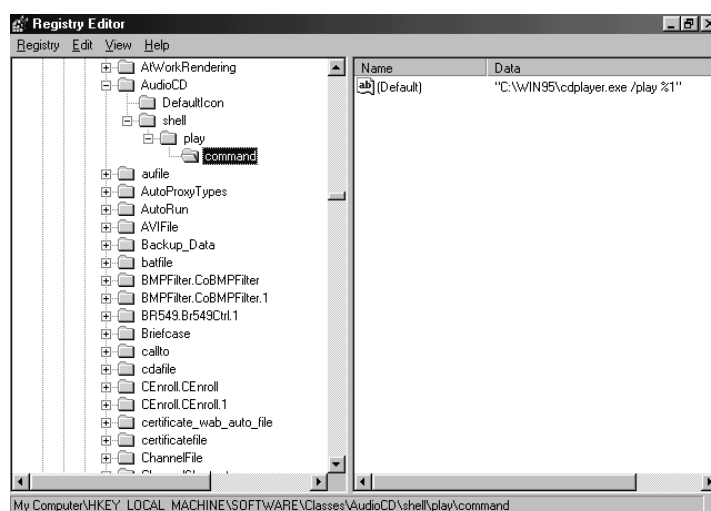 Registry Editor
Registry Edit View Help
AtWorkRendering
AudioCD
DefaultIcon
shell
play
command
aufile
AutoProxyTypes
AutoRun
AVIFile
Backup_Data
batfile
BMPFilter.CoBMPFilter
BMPFilter.CoBMPFilter.1
BR549.Br549Ctrl.1
Briefcase
callto
cdafile
CEnroll.CEnroll
CEnroll.CEnroll.1
certificate_wab_auto_file
certificatefile
ChannelFile
Name Data
ab (Default) "C:\WIN95\cdplayer.exe /play %1"
My Computer\HKEY_LOCAL_MACHINE\SOFTWARE\Classes\AudioCD\shell\play\command